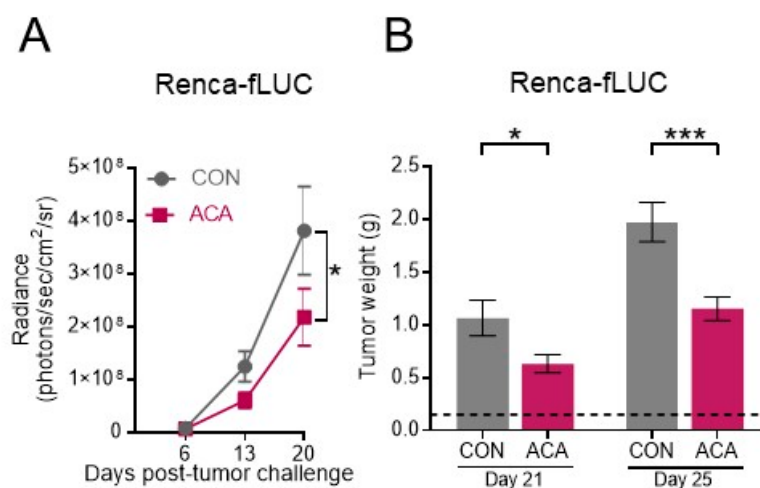 A
Renca-fLUC
5×10⁸
4×10⁸
3×10⁸
2×10⁸
1×10⁸
0
Radiance
(photons/sec/cm²/sr)
CON
ACA
*
6 13 20
Days post-tumor challenge
B
Renca-fLUC
* ***
2.5
2.0
1.5
1.0
0.5
0.0
Tumor weight (g)
CON ACA CON ACA
Day 21 Day 25